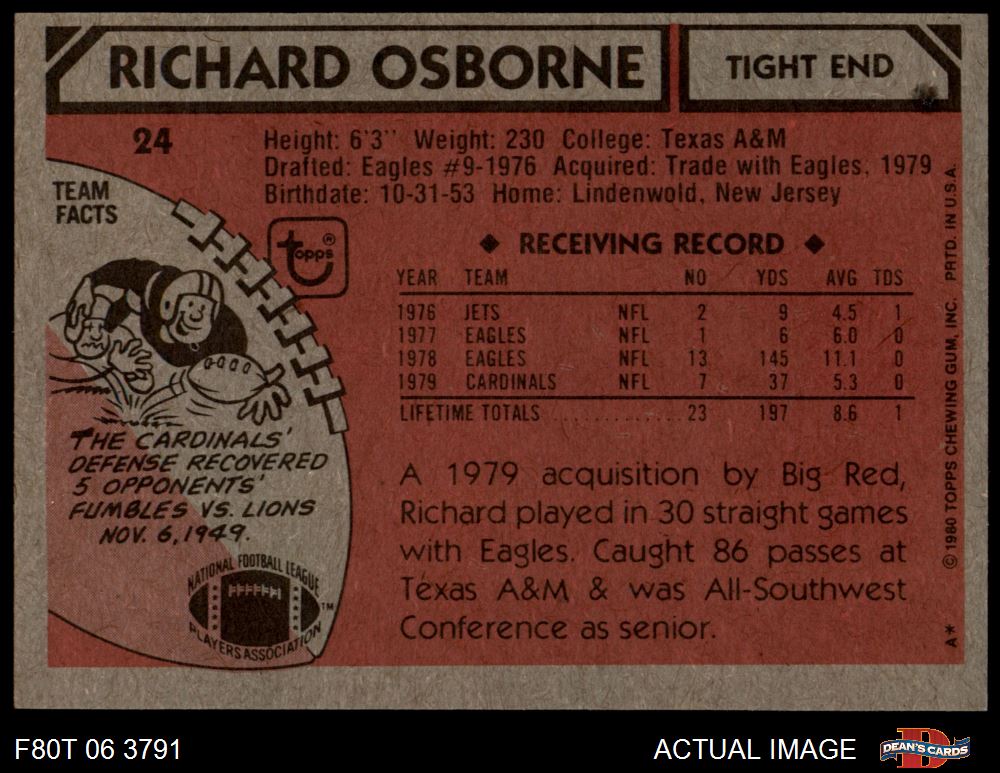 RICHARD OSBORNE
TIGHT END
24
Height: 6'3'' Weight: 230 College: Texas A&M
Drafted: Eagles #9-1976 Acquired: Trade with Eagles, 1979
Birthdate: 10-31-53 Home: Lindenwold, New Jersey
TEAM
FACTS
topps®
THE CARDINALS'
DEFENSE RECOVERED
5 OPPONENTS'
FUMBLES VS. LIONS
NOV. 6, 1949.
NATIONAL FOOTBALL LEAGUE
PLAYERS ASSOCIATION
™
◆ RECEIVING RECORD ◆
YEAR TEAM NO YDS AVG TDS
1976 JETS NFL 2 9 4.5 1
1977 EAGLES NFL 1 6 6.0 0
1978 EAGLES NFL 13 145 11.1 0
1979 CARDINALS NFL 7 37 5.3 0
LIFETIME TOTALS ............. 23 197 8.6 1
A 1979 acquisition by Big Red,
Richard played in 30 straight games
with Eagles. Caught 86 passes at
Texas A&M & was All-Southwest
Conference as senior.
A* © 1980 TOPPS CHEWING GUM, INC. PRTD. IN U.S.A.
F80T 06 3791
ACTUAL IMAGE
DEAN'S CARDS